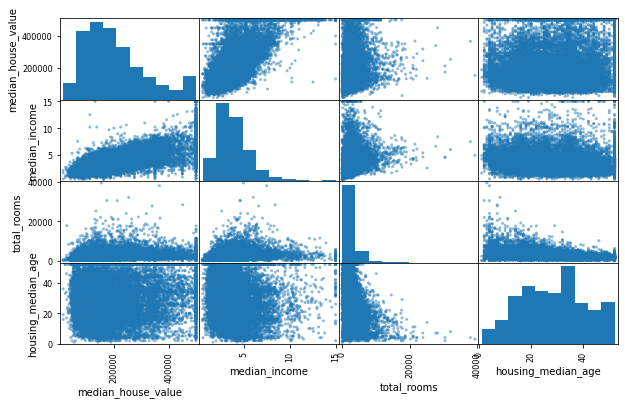 median_house_value
400000
200000
median_income
15
10
5
total_rooms
40000
20000
0
housing_median_age
40
20
0
200000
400000
median_house_value
5
10
15
median_income
0
20000
40000
total_rooms
0
20
40
housing_median_age